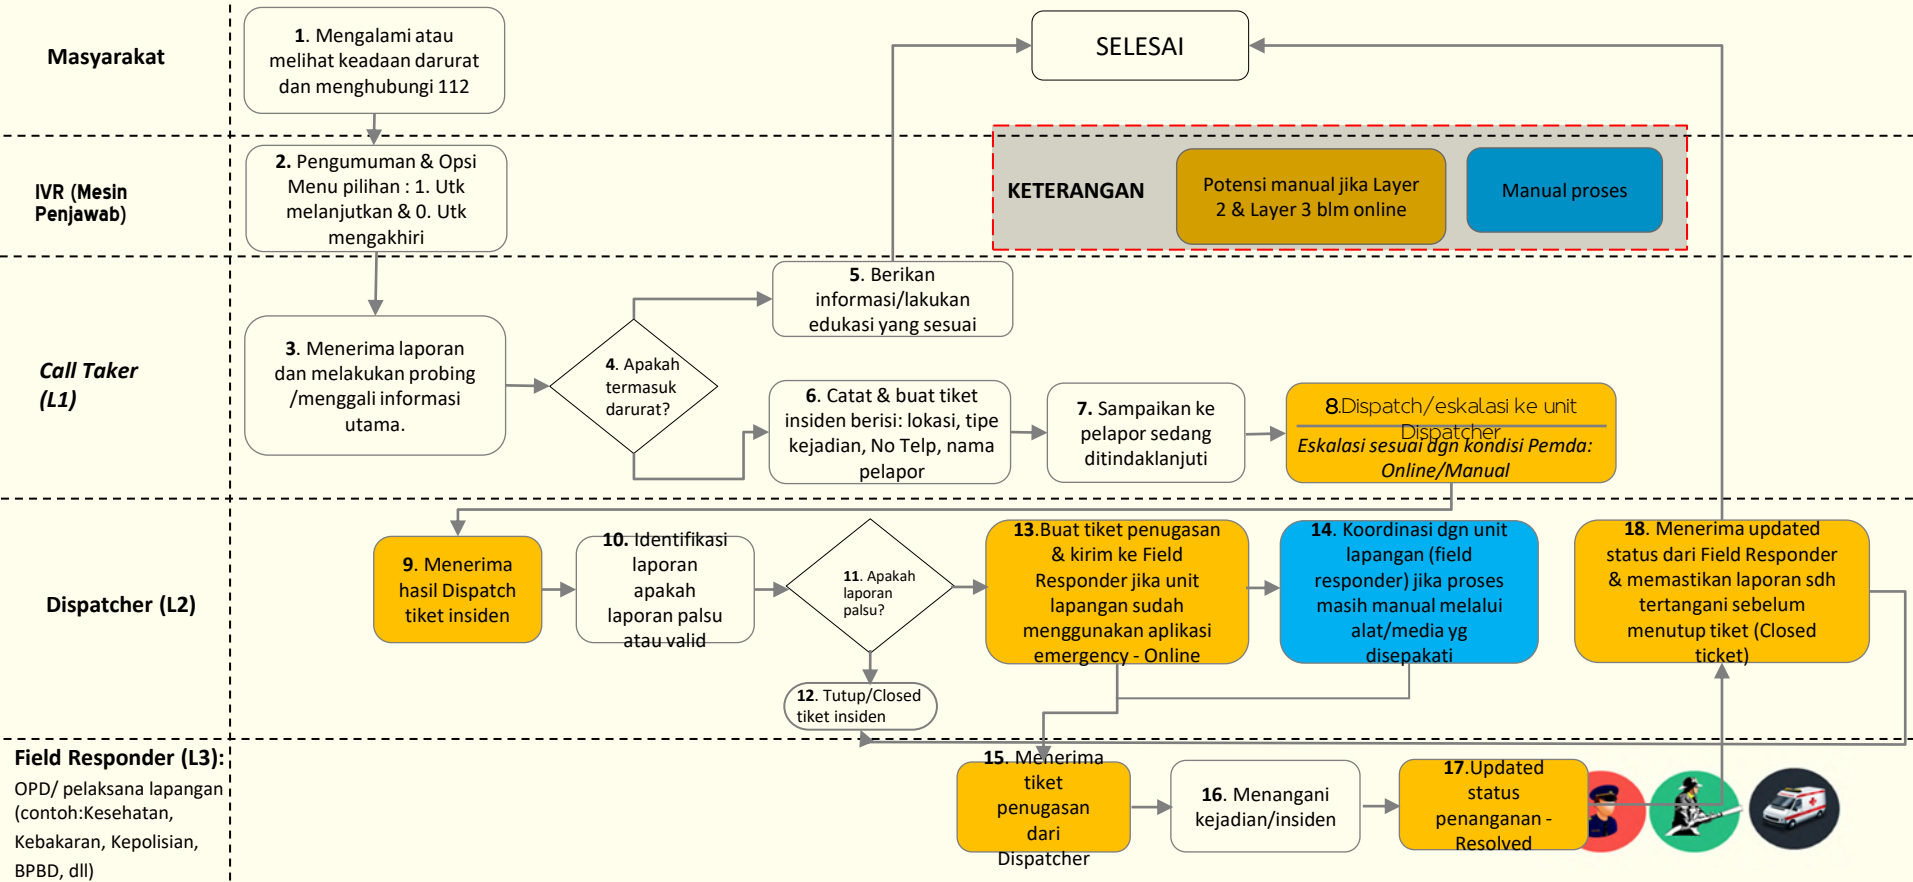 Masyarakat
1. Mengalami atau
melihat keadaan darurat
dan menghubungi 112
SELESAI
IVR (Mesin
Penjawab)
2. Pengumuman & Opsi
Menu pilihan : 1. Utk
melanjutkan & 0. Utk
mengakhiri
KETERANGAN
Potensi manual jika Layer
2 & Layer 3 blm online
Manual proses
Call Taker
(L1)
3. Menerima laporan
dan melakukan probing
/menggali informasi
utama.
4. Apakah
termasuk
darurat?
5. Berikan
informasi/lakukan
edukasi yang sesuai
6. Catat & buat tiket
insiden berisi: lokasi, tipe
kejadian, No Telp, nama
pelapor
7. Sampaikan ke
pelapor sedang
ditindaklanjuti
8.Dispatch/eskalasi ke unit
Dispatcher
Eskalasi sesuai dgn kondisi Pemda:
Online/Manual
Dispatcher (L2)
9. Menerima
hasil Dispatch
tiket insiden
10. Identifikasi
laporan
apakah
laporan palsu
atau valid
11. Apakah
laporan
palsu?
12. Tutup/Closed
tiket insiden
13.Buat tiket penugasan
& kirim ke Field
Responder jika unit
lapangan sudah
menggunakan aplikasi
emergency - Online
14. Koordinasi dgn unit
lapangan (field
responder) jika proses
masih manual melalui
alat/media yg
disepakati
18. Menerima updated
status dari Field Responder
& memastikan laporan sdh
tertangani sebelum
menutup tiket (Closed
ticket)
Field Responder (L3):
OPD/ pelaksana lapangan
(contoh:Kesehatan,
Kebakaran, Kepolisian,
BPBD, dll)
15. Menerima
tiket
penugasan
dari
Dispatcher
16. Menangani
kejadian/insiden
17.Updated
status
penanganan -
Resolved